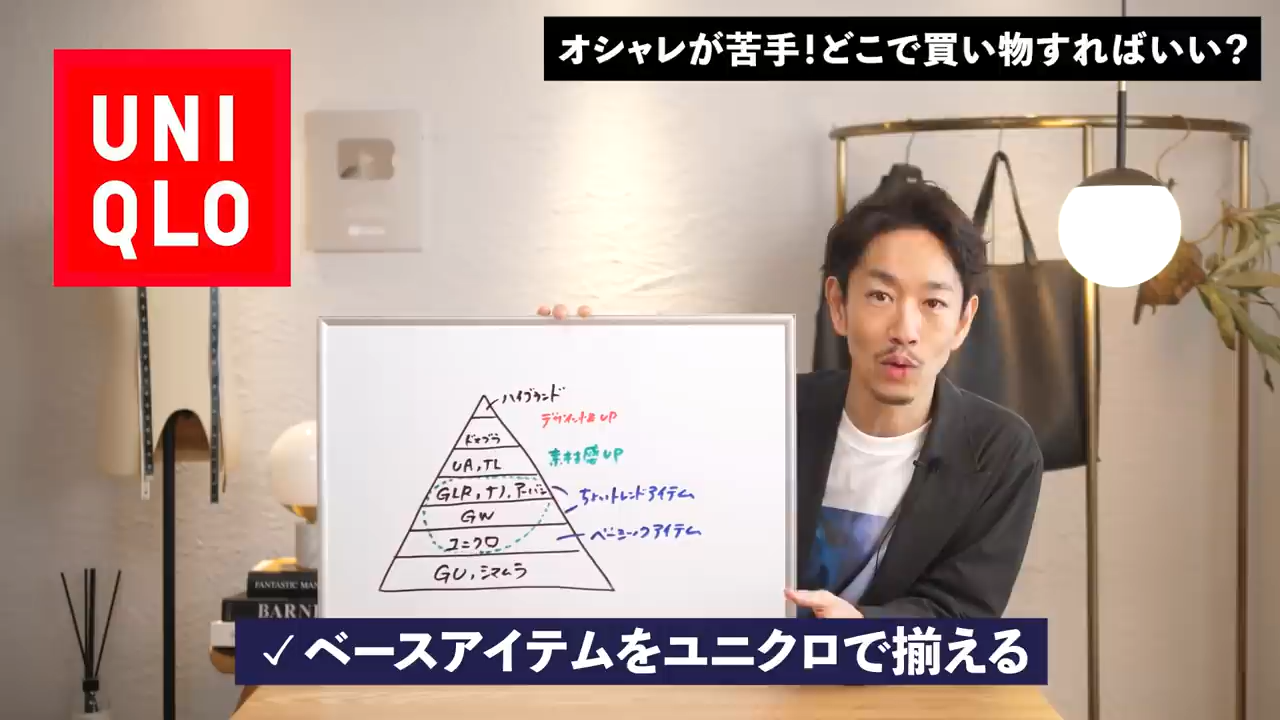 オシャレが苦手！どこで買い物すればいい？
UNI
QLO
ハイブランド
ドメブラ
デザイン性UP
UA,TL
素材感UP
GLR,ナノ,アーバン
ちょいトレンドアイテム
GW
ユニクロ
ベーシックアイテム
GU,シマムラ
FANTASTIC MAN
BARN
✓ベースアイテムをユニクロで揃える